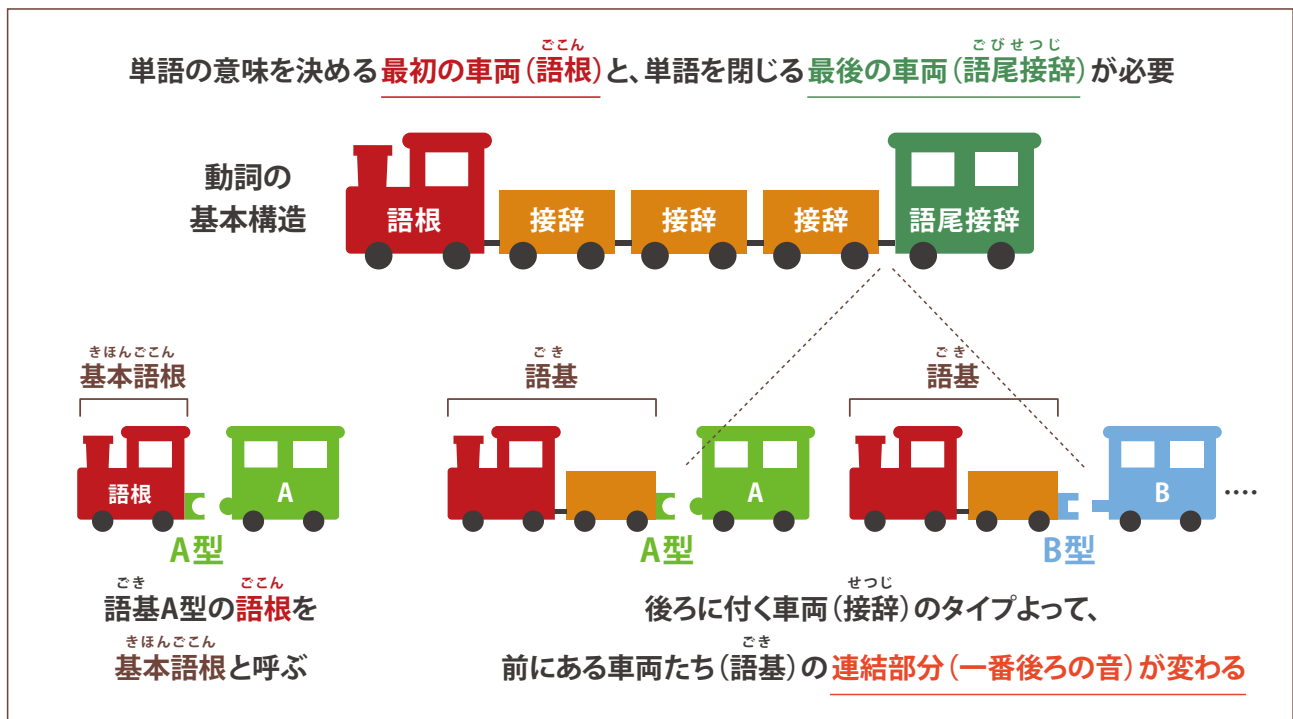 ごこん ごびせつじ
単語の意味を決める最初の車両(語根)と、単語を閉じる最後の車両(語尾接辞)が必要
動詞の
基本構造
語根 接辞 接辞 接辞 語尾接辞
きほんごこん
基本語根
ごき
語基
ごき
語基
語根 A
A型
A
A型
B ....
B型
ごき ごこん
語基A型の語根を
きほんごこん
基本語根と呼ぶ
せつじ
後ろに付く車両(接辞)のタイプよって、
ごき
前にある車両たち(語基)の連結部分(一番後ろの音)が変わる